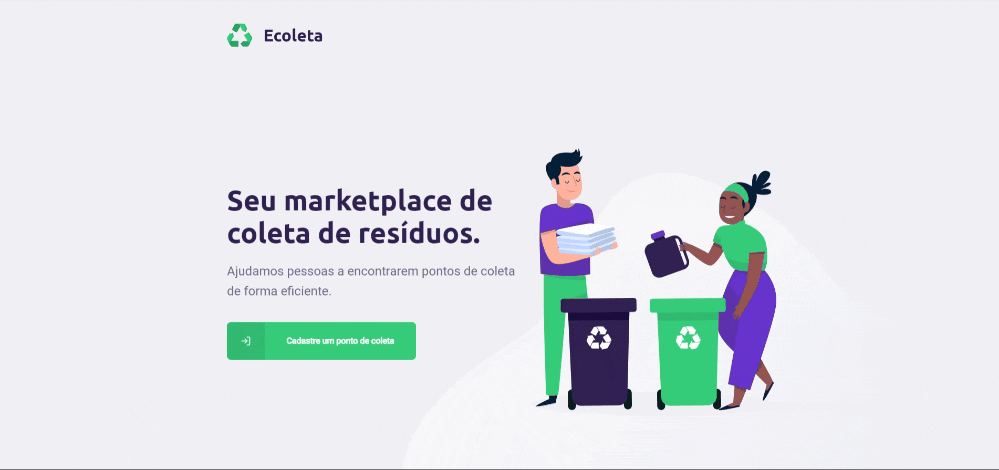 Ecoleta
Seu marketplace de
coleta de resíduos.
Ajudamos pessoas a encontrarem pontos de coleta
de forma eficiente.
Cadastre um ponto de coleta